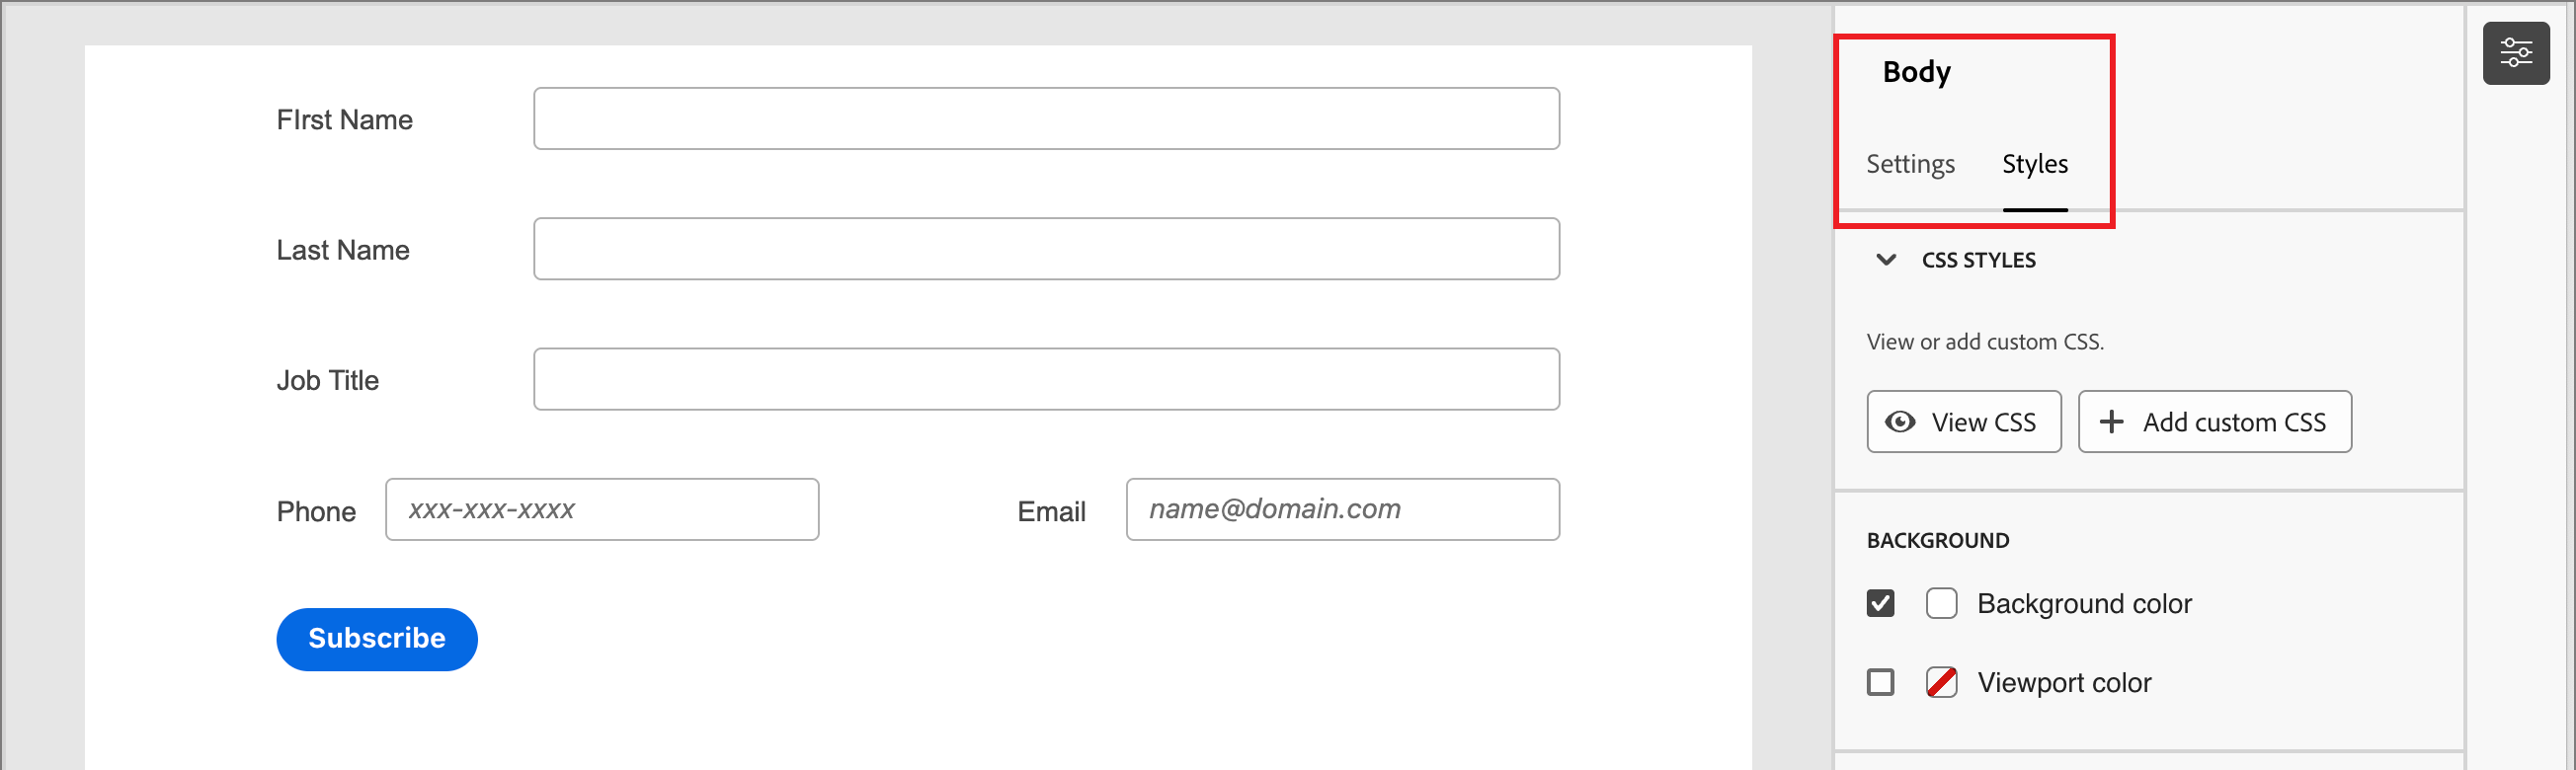 FIrst Name
Last Name
Job Title
Phone xxx-xxx-xxxx Email name@domain.com
Subscribe
Body
Settings Styles
CSS STYLES
View or add custom CSS.
View CSS Add custom CSS
BACKGROUND
Background color
Viewport color